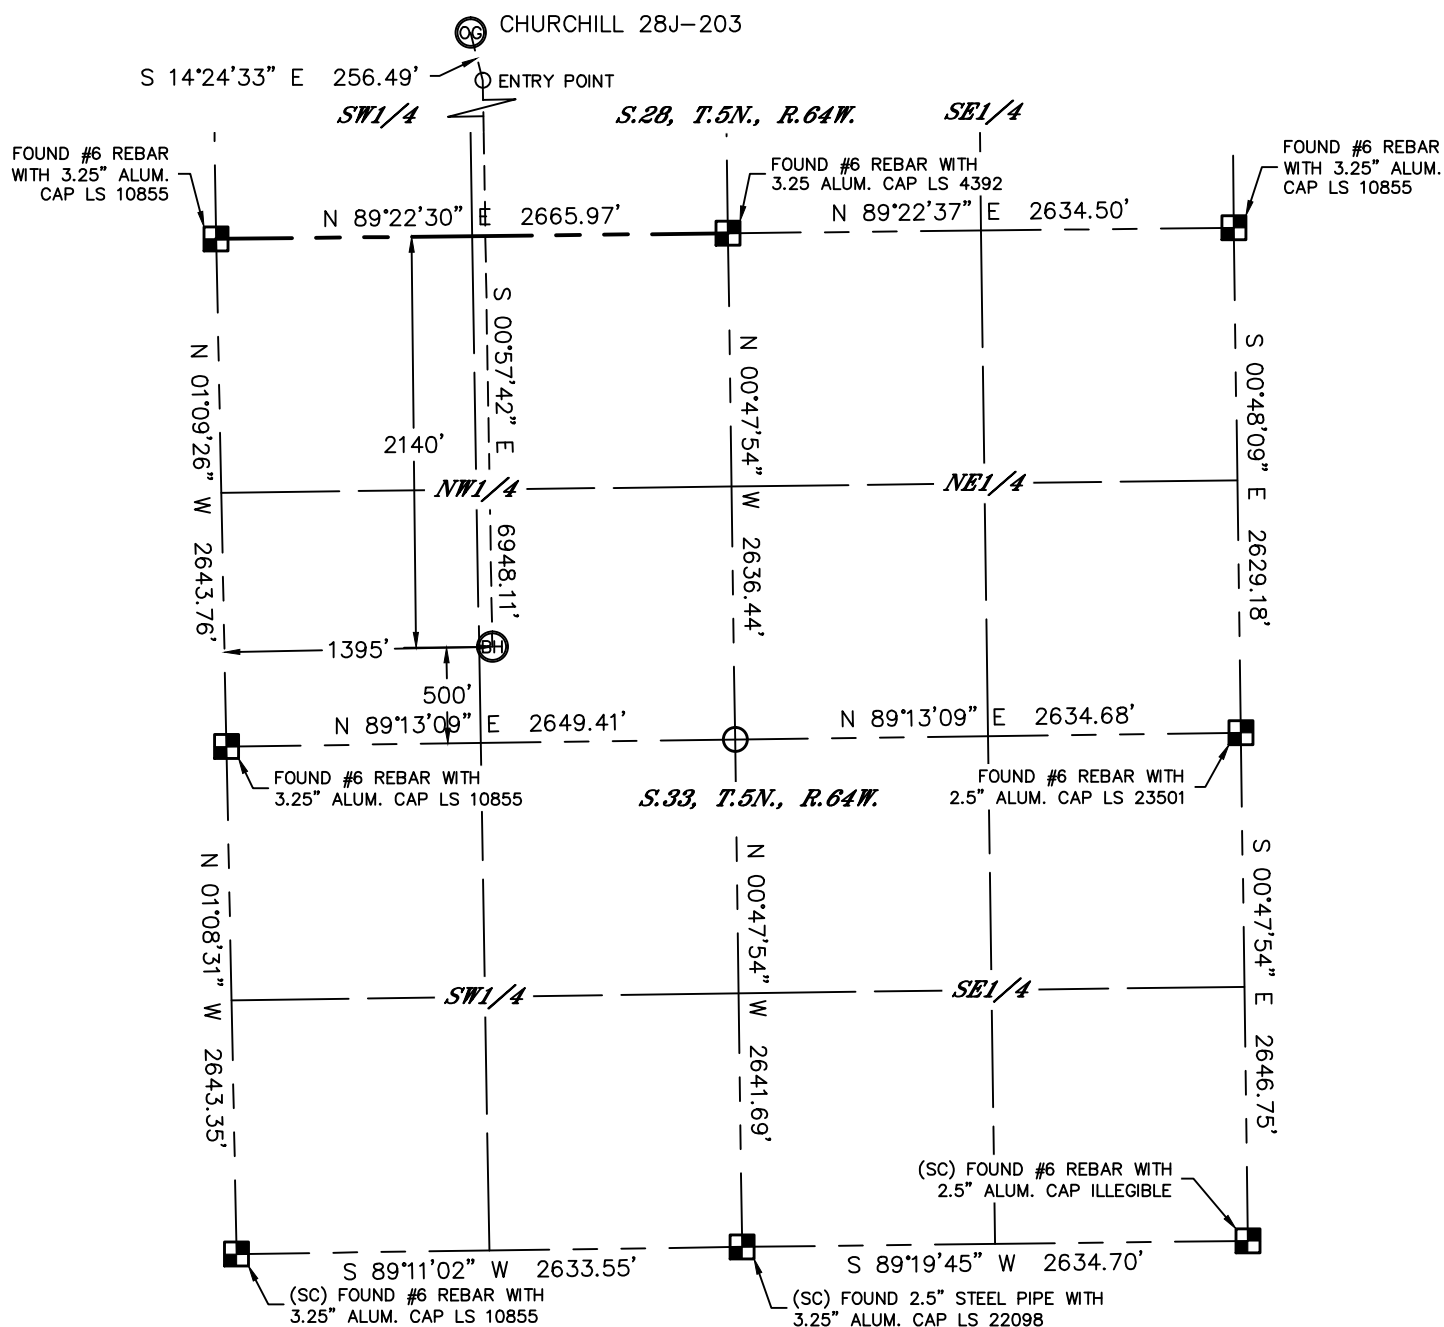 OG CHURCHILL 28J-203
S 14°24'33" E 256.49'
ENTRY POINT
SW1/4
S.28, T.5N., R.64W.
SE1/4
FOUND #6 REBAR
WITH 3.25" ALUM.
CAP LS 10855
FOUND #6 REBAR WITH
3.25 ALUM. CAP LS 4392
FOUND #6 REBAR
WITH 3.25" ALUM.
CAP LS 10855
N 89°22'30" E 2665.97'
N 89°22'37" E 2634.50'
N 01°09'26" W 2643.76'
S 00°57'42" E 6948.11'
N 00°47'54" W 2636.44'
S 00°48'09" E 2629.18'
2140'
NW1/4
NE1/4
BH
1395'
500'
N 89°13'09" E 2649.41'
N 89°13'09" E 2634.68'
FOUND #6 REBAR WITH
3.25" ALUM. CAP LS 10855
S.33, T.5N., R.64W.
FOUND #6 REBAR WITH
2.5" ALUM. CAP LS 23501
N 01°08'31" W 2643.35'
N 00°47'54" W 2641.69'
S 00°47'54" E 2646.75'
SW1/4
SE1/4
(SC) FOUND #6 REBAR WITH
2.5" ALUM. CAP ILLEGIBLE
S 89°11'02" W 2633.55'
S 89°19'45" W 2634.70'
(SC) FOUND #6 REBAR WITH
3.25" ALUM. CAP LS 10855
(SC) FOUND 2.5" STEEL PIPE WITH
3.25" ALUM. CAP LS 22098